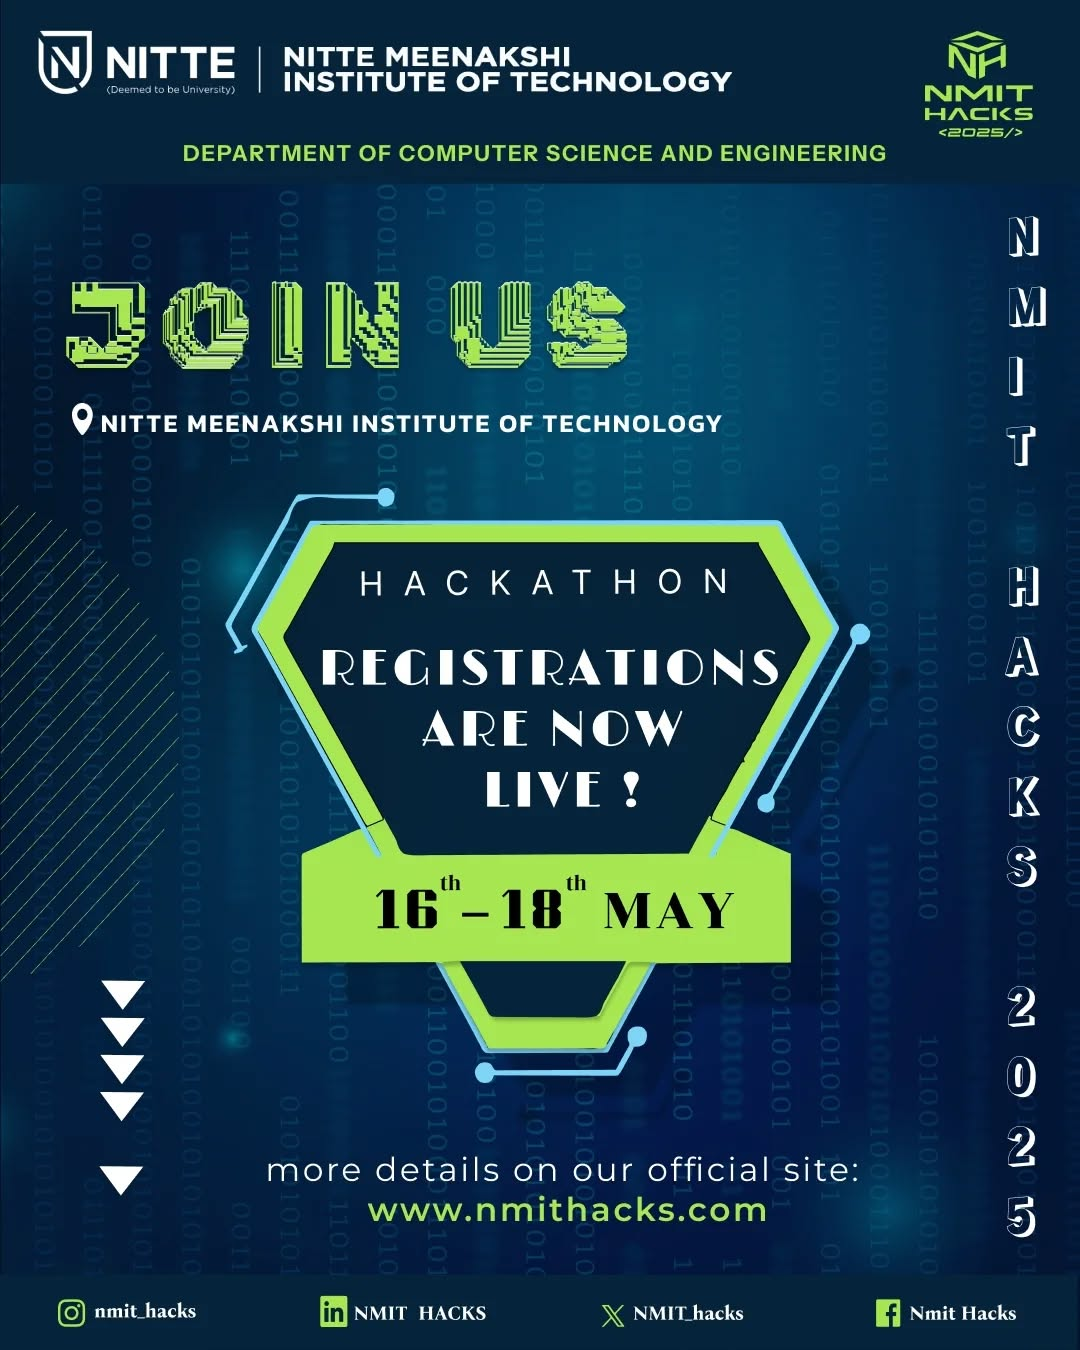 NITTE
(Deemed to be University)
NITTE MEENAKSHI
INSTITUTE OF TECHNOLOGY
NMIT
HACKS
<2025/>
DEPARTMENT OF COMPUTER SCIENCE AND ENGINEERING
JOIN US
NITTE MEENAKSHI INSTITUTE OF TECHNOLOGY
HACKATHON
REGISTRATIONS
ARE NOW
LIVE !
16th – 18th MAY
NMIT HACKS 2025
more details on our official site:
www.nmithacks.com
nmit_hacks
NMIT HACKS
NMIT_hacks
Nmit Hacks